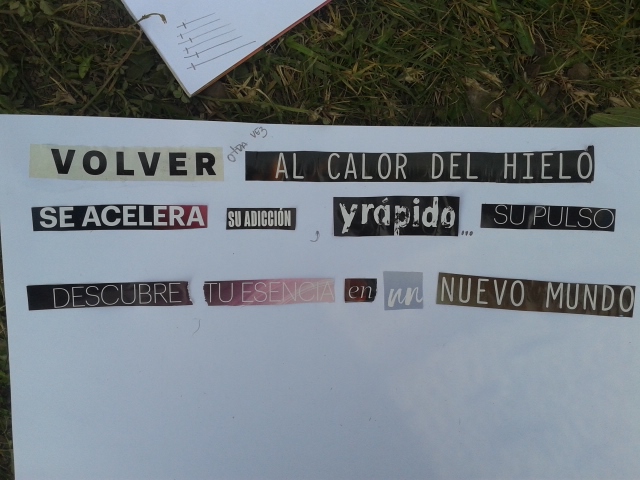 VOLVER otra vez AL CALOR DEL HIELO
SE ACELERA SU ADICCIÓN y rápido... SU PULSO
DESCUBRE TU ESENCIA en un NUEVO MUNDO